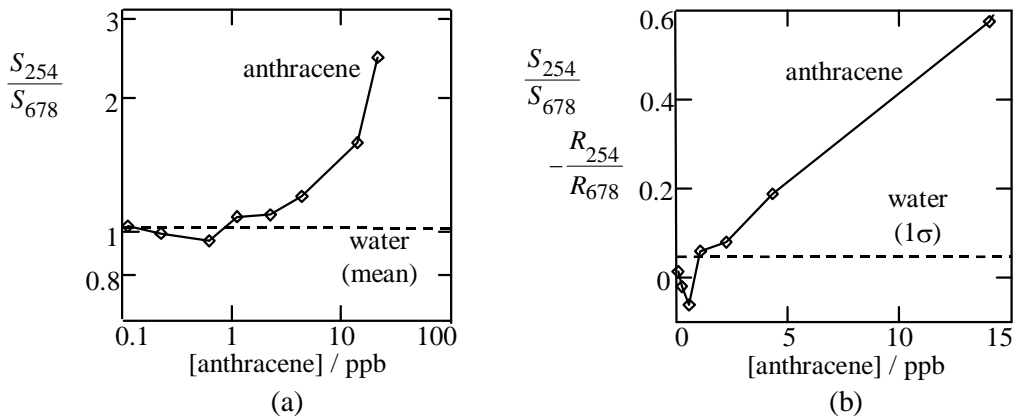 3
S254
S678
2
1
0.8
anthracene
water
(mean)
0.1 1 10 100
[anthracene] / ppb
(a)
S254
S678
- R254
R678
0.6
0.4
0.2
0
anthracene
water
(1σ)
0 5 10 15
[anthracene] / ppb
(b)